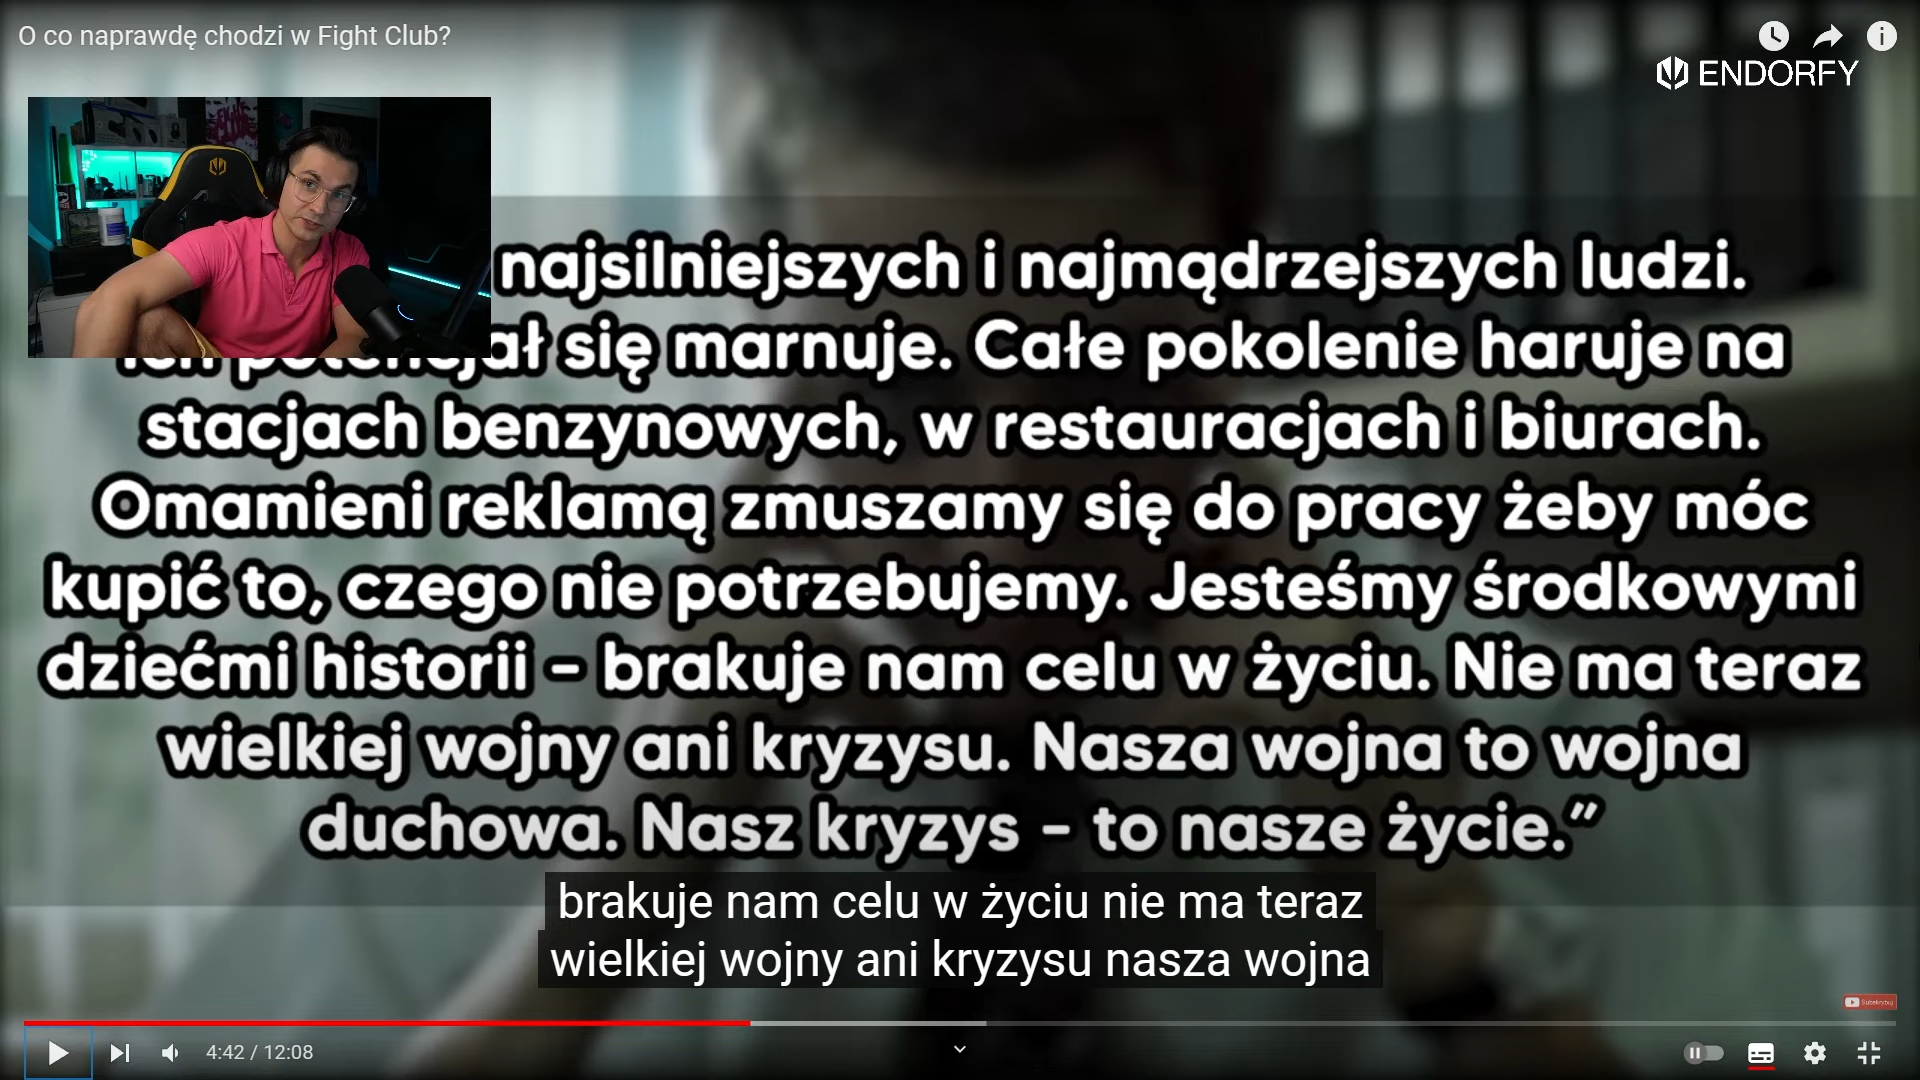 O co naprawdę chodzi w Fight Club?
ENDORFY
najsilniejszych i najmądrzejszych ludzi.
się marnuje. Całe pokolenie haruje na
stacjach benzynowych, w restauracjach i biurach.
Omamieni reklamą zmuszamy się do pracy żeby móc
kupić to, czego nie potrzebujemy. Jesteśmy środkowymi
dziećmi historii – brakuje nam celu w życiu. Nie ma teraz
wielkiej wojny ani kryzysu. Nasza wojna to wojna
duchowa. Nasz kryzys – to nasze życie.”
brakuje nam celu w życiu nie ma teraz
wielkiej wojny ani kryzysu nasza wojna
Subskrybuj
4:42 / 12:08